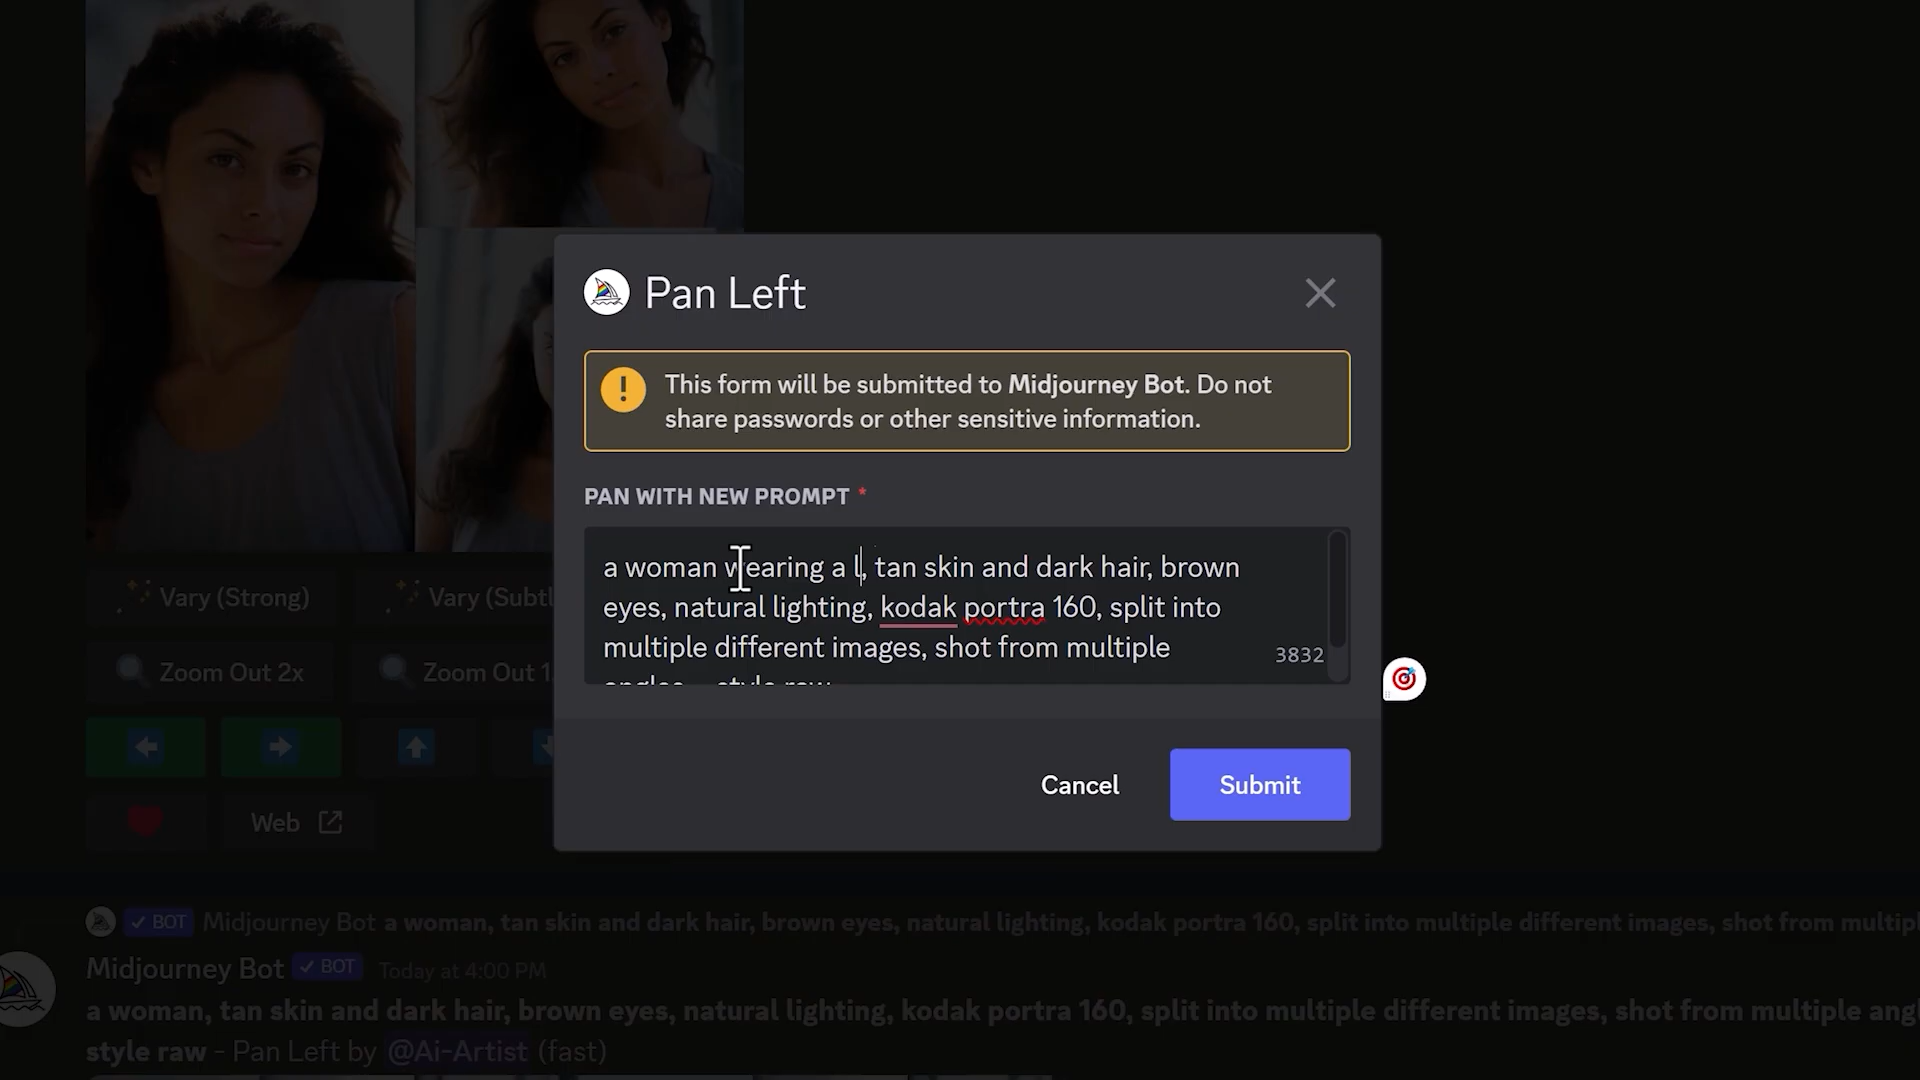 Pan Left
This form will be submitted to Midjourney Bot. Do not
share passwords or other sensitive information.
PAN WITH NEW PROMPT *
a woman wearing a l, tan skin and dark hair, brown
eyes, natural lighting, kodak portra 160, split into
multiple different images, shot from multiple
3832
Cancel
Submit
Vary (Strong)
Vary (Subtl
Zoom Out 2x
Zoom Out 1.
Web
BOT Midjourney Bot a woman, tan skin and dark hair, brown eyes, natural lighting, kodak portra 160, split into multiple different images, shot from multipl
Midjourney Bot BOT Today at 4:00 PM
a woman, tan skin and dark hair, brown eyes, natural lighting, kodak portra 160, split into multiple different images, shot from multiple angl
style raw - Pan Left by @Ai-Artist (fast)